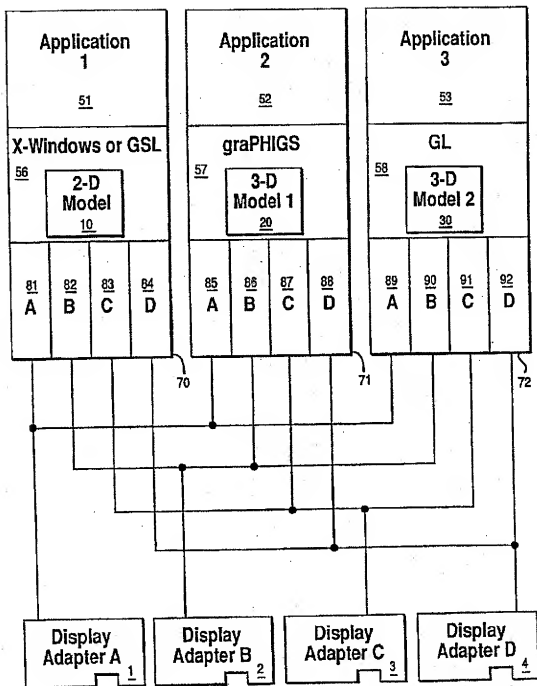 Application
1
51
Application
2
52
Application
3
53
X-Windows or GSL
56
2-D
Model
10
graPHIGS
57
3-D
Model 1
20
GL
58
3-D
Model 2
30
81 82 83 84
A B C D
85 86 87 88
A B C D
89 90 91 92
A B C D
70
71
72
Display
Adapter A 1
Display
Adapter B 2
Display
Adapter C 3
Display
Adapter D 4